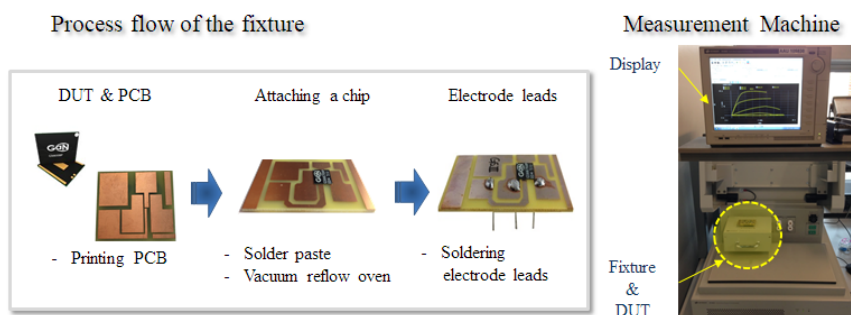 Process flow of the fixture
Measurement Machine
DUT & PCB
Attaching a chip
Electrode leads
GaN
- Printing PCB
- Solder paste
- Vacuum reflow oven
- Soldering
electrode leads
Display
Fixture
&
DUT